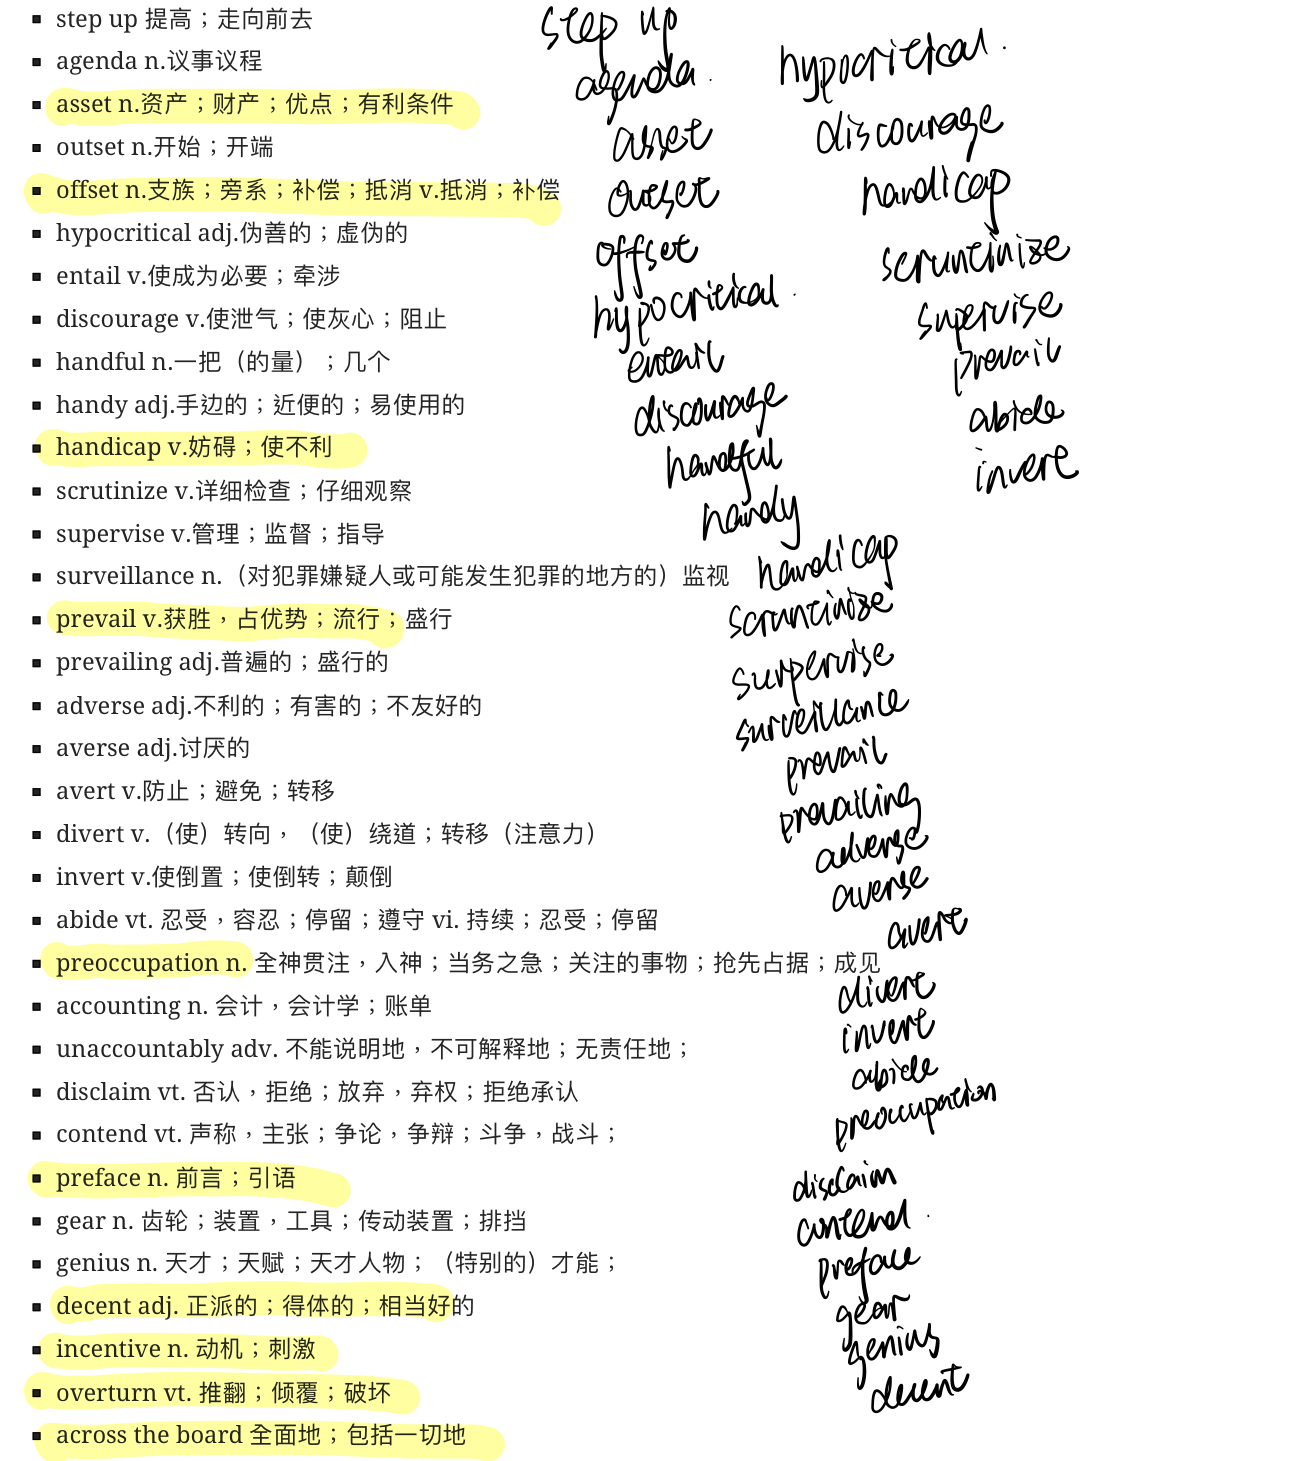 step up 提高；走向前去
agenda n.议事议程
asset n.资产；财产；优点；有利条件
outset n.开始；开端
offset n.支族；旁系；补偿；抵消 v.抵消；补偿
hypocritical adj.伪善的；虚伪的
entail v.使成为必要；牵涉
discourage v.使泄气；使灰心；阻止
handful n.一把（的量）；几个
handy adj.手边的；近便的；易使用的
handicap v.妨碍；使不利
scrutinize v.详细检查；仔细观察
supervise v.管理；监督；指导
surveillance n.（对犯罪嫌疑人或可能发生犯罪的地方的）监视
prevail v.获胜，占优势；流行；盛行
prevailing adj.普遍的；盛行的
adverse adj.不利的；有害的；不友好的
averse adj.讨厌的
avert v.防止；避免；转移
divert v.（使）转向，（使）绕道；转移（注意力）
invert v.使倒置；使倒转；颠倒
abide vt. 忍受，容忍；停留；遵守 vi. 持续；忍受；停留
preoccupation n. 全神贯注，入神；当务之急；关注的事物；抢先占据；成见
accounting n. 会计，会计学；账单
unaccountably adv. 不能说明地，不可解释地；无责任地；
disclaim vt. 否认，拒绝；放弃，弃权；拒绝承认
contend vt. 声称，主张；争论，争辩；斗争，战斗；
preface n. 前言；引语
gear n. 齿轮；装置，工具；传动装置；排挡
genius n. 天才；天赋；天才人物；（特别的）才能；
decent adj. 正派的；得体的；相当好的
incentive n. 动机；刺激
overturn vt. 推翻；倾覆；破坏
across the board 全面地；包括一切地
step up
agenda
asset
outset
offset
hypocritical
entail
discourage
handful
handy
handicap
scruntinize
surpervise
surveillance
prevail
prevailing
adverse
averse
avert
divert
invert
abide
preoccupation
disclaim
contend
preface
gear
genius
decent
hypocritical
discourage
handicap
scruntinize
supervise
prevail
abide
invert